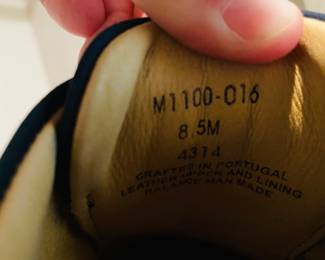 M1100-016
8.5M
4314
CRAFTED IN PORTUGAL
LEATHER UPPER AND LINING
BALANCE MAN MADE